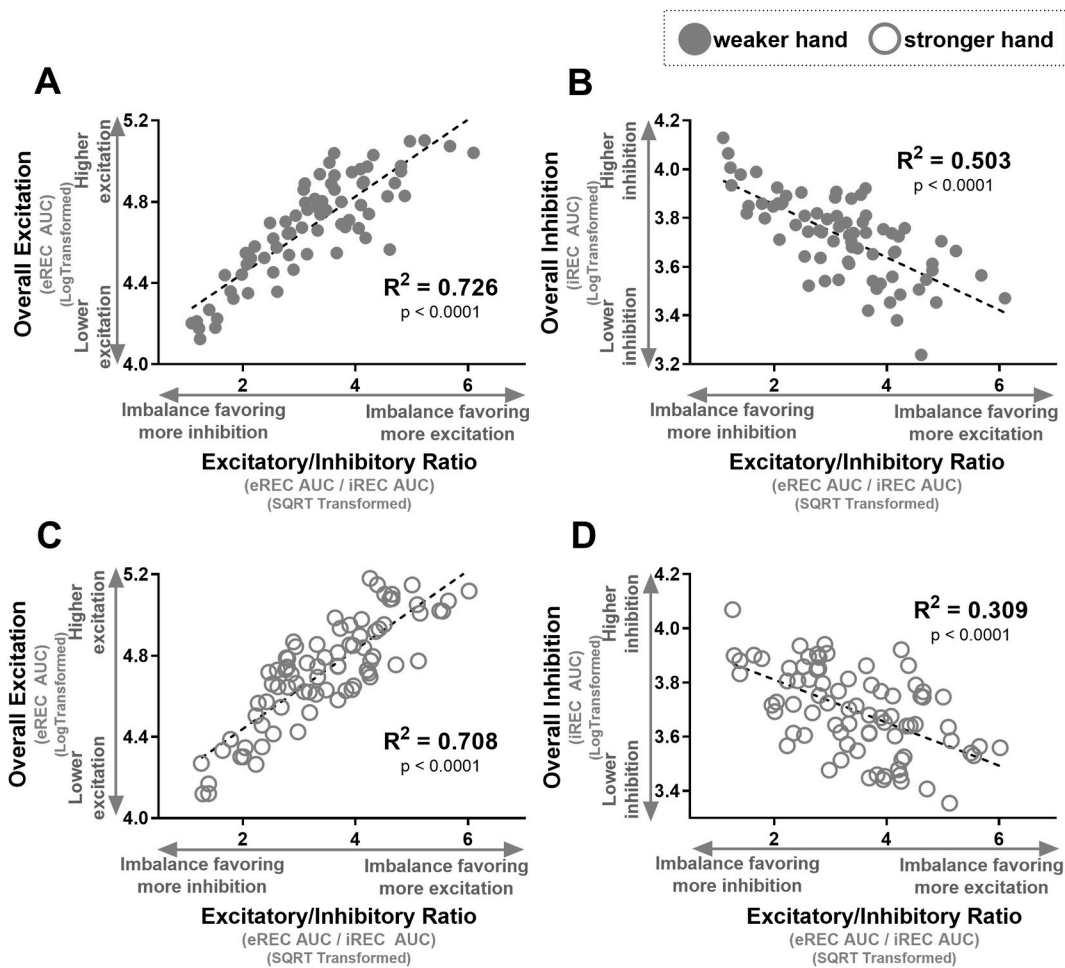 weaker hand stronger hand
A
Overall Excitation
(eREC AUC)
(LogTransformed)
Higher
excitation
Lower
excitation
5.2
4.8
4.4
4.0
R2 = 0.726
p < 0.0001
2 4 6
Imbalance favoring
more inhibition
Imbalance favoring
more excitation
Excitatory/Inhibitory Ratio
(eREC AUC / iREC AUC)
(SQRT Transformed)
B
Overall Inhibition
(iREC AUC)
(LogTransformed)
Higher
inhibition
Lower
inhibition
4.2
4.0
3.8
3.6
3.4
3.2
R2 = 0.503
p < 0.0001
2 4 6
Imbalance favoring
more inhibition
Imbalance favoring
more excitation
Excitatory/Inhibitory Ratio
(eREC AUC / iREC AUC)
(SQRT Transformed)
C
Overall Excitation
(eREC AUC)
(LogTransformed)
Higher
excitation
Lower
excitation
5.2
4.8
4.4
4.0
R2 = 0.708
p < 0.0001
2 4 6
Imbalance favoring
more inhibition
Imbalance favoring
more excitation
Excitatory/Inhibitory Ratio
(eREC AUC / iREC AUC)
(SQRT Transformed)
D
Overall Inhibition
(iREC AUC)
(LogTransformed)
Higher
inhibition
Lower
inhibition
4.2
4.0
3.8
3.6
3.4
R2 = 0.309
p < 0.0001
2 4 6
Imbalance favoring
more inhibition
Imbalance favoring
more excitation
Excitatory/Inhibitory Ratio
(eREC AUC / iREC AUC)
(SQRT Transformed)